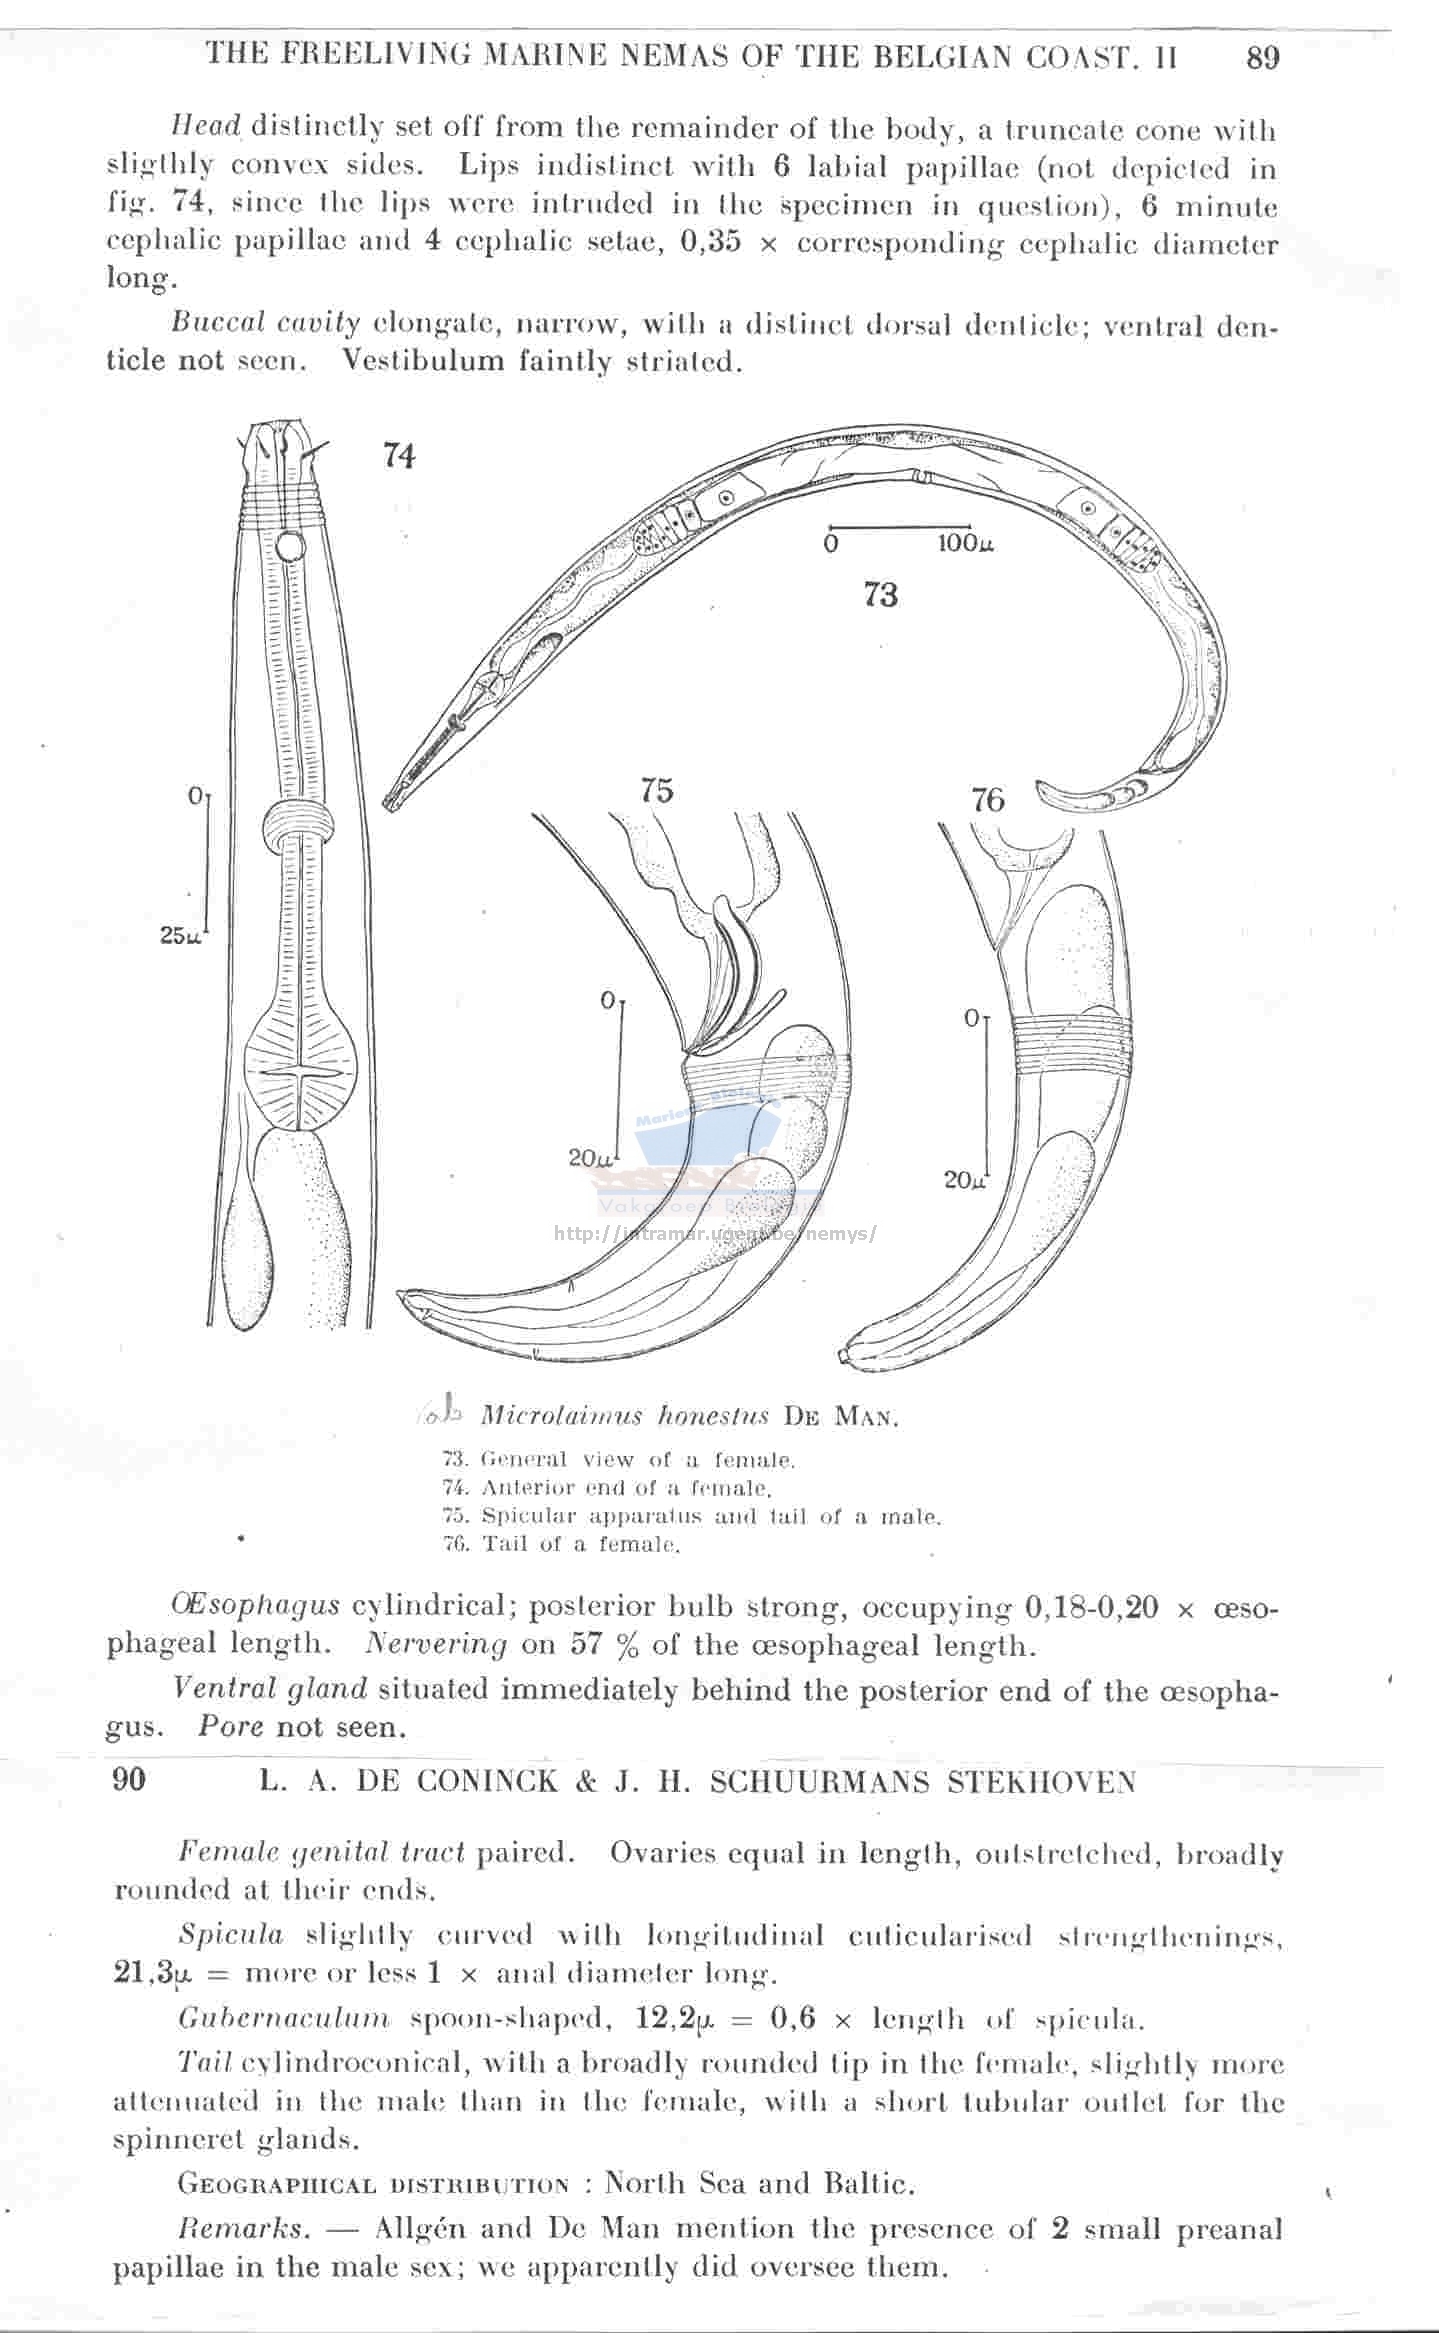 THE FREELIVING MARINE NEMAS OF THE BELGIAN COAST. II 89
Head distinctly set off from the remainder of the body, a truncate cone with
sligthly convex sides. Lips indistinct with 6 labial papillae (not depicted in
fig. 74, since the lips were intruded in the specimen in question), 6 minute
cephalic papillae and 4 cephalic setae, 0,35 × corresponding cephalic diameter
long.
Buccal cavity elongate, narrow, with a distinct dorsal denticle; ventral den-
ticle not seen. Vestibulum faintly striated.
74
0 100µ
73
75
76
0
25µ
0
20µ
0
20µ
Mariene Biologie
Vakgroep Biologie
http://intramar.ugent.be/nemys/
Microlaimus honestus DE MAN.
73. General view of a female.
74. Anterior end of a female.
75. Spicular apparatus and tail of a male.
76. Tail of a female.
Œsophagus cylindrical; posterior bulb strong, occupying 0,18-0,20 × œso-
phageal length. Nervering on 57 % of the œsophageal length.
Ventral gland situated immediately behind the posterior end of the œsopha-
gus. Pore not seen.
90 L. A. DE CONINCK & J. H. SCHUURMANS STEKHOVEN
Female genital tract paired. Ovaries equal in length, outstretched, broadly
rounded at their ends.
Spicula slightly curved with longitudinal cuticularised strengthenings,
21,3µ = more or less 1 × anal diameter long.
Gubernaculum spoon-shaped, 12,2µ = 0,6 × length of spicula.
Tail cylindroconical, with a broadly rounded tip in the female, slightly more
attenuated in the male than in the female, with a short tubular outlet for the
spinneret glands.
GEOGRAPHICAL DISTRIBUTION : North Sea and Baltic.
Remarks. — Allgén and De Man mention the presence of 2 small preanal
papillae in the male sex; we apparently did oversee them.